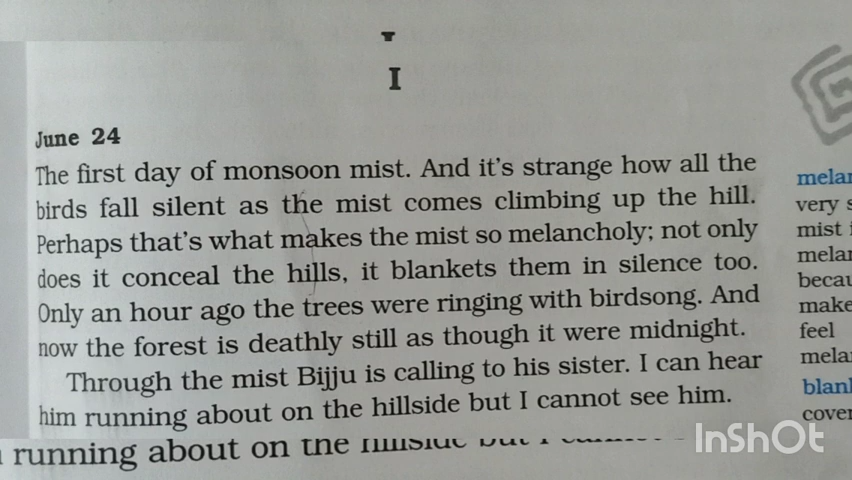 I
June 24
The first day of monsoon mist. And it's strange how all the
birds fall silent as the mist comes climbing up the hill.
Perhaps that's what makes the mist so melancholy; not only
does it conceal the hills, it blankets them in silence too.
Only an hour ago the trees were ringing with birdsong. And
now the forest is deathly still as though it were midnight.
Through the mist Bijju is calling to his sister. I can hear
him running about on the hillside but I cannot see him.
running about on the
very
mist
make
feel
InShOt